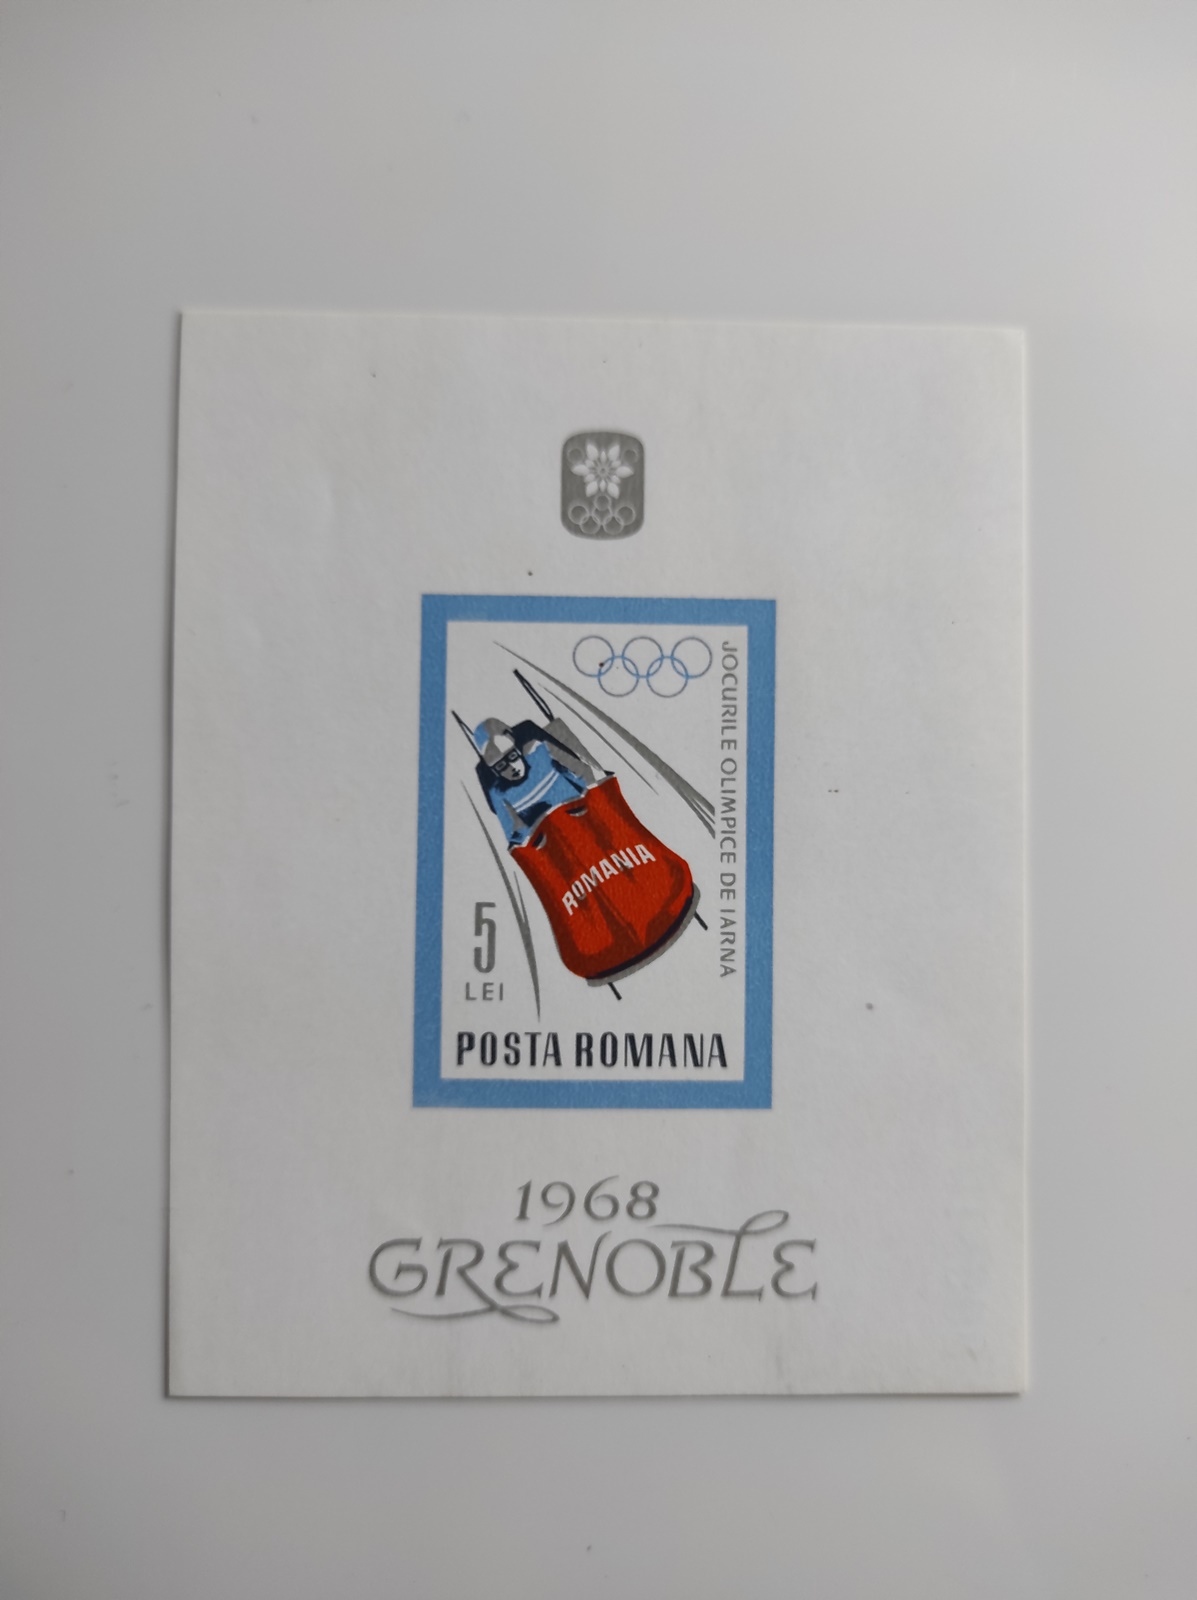 JOCURILE OLIMPICE DE IARNA
ROMANIA
5
LEI
POSTA ROMANA
1968
GRENOBLE